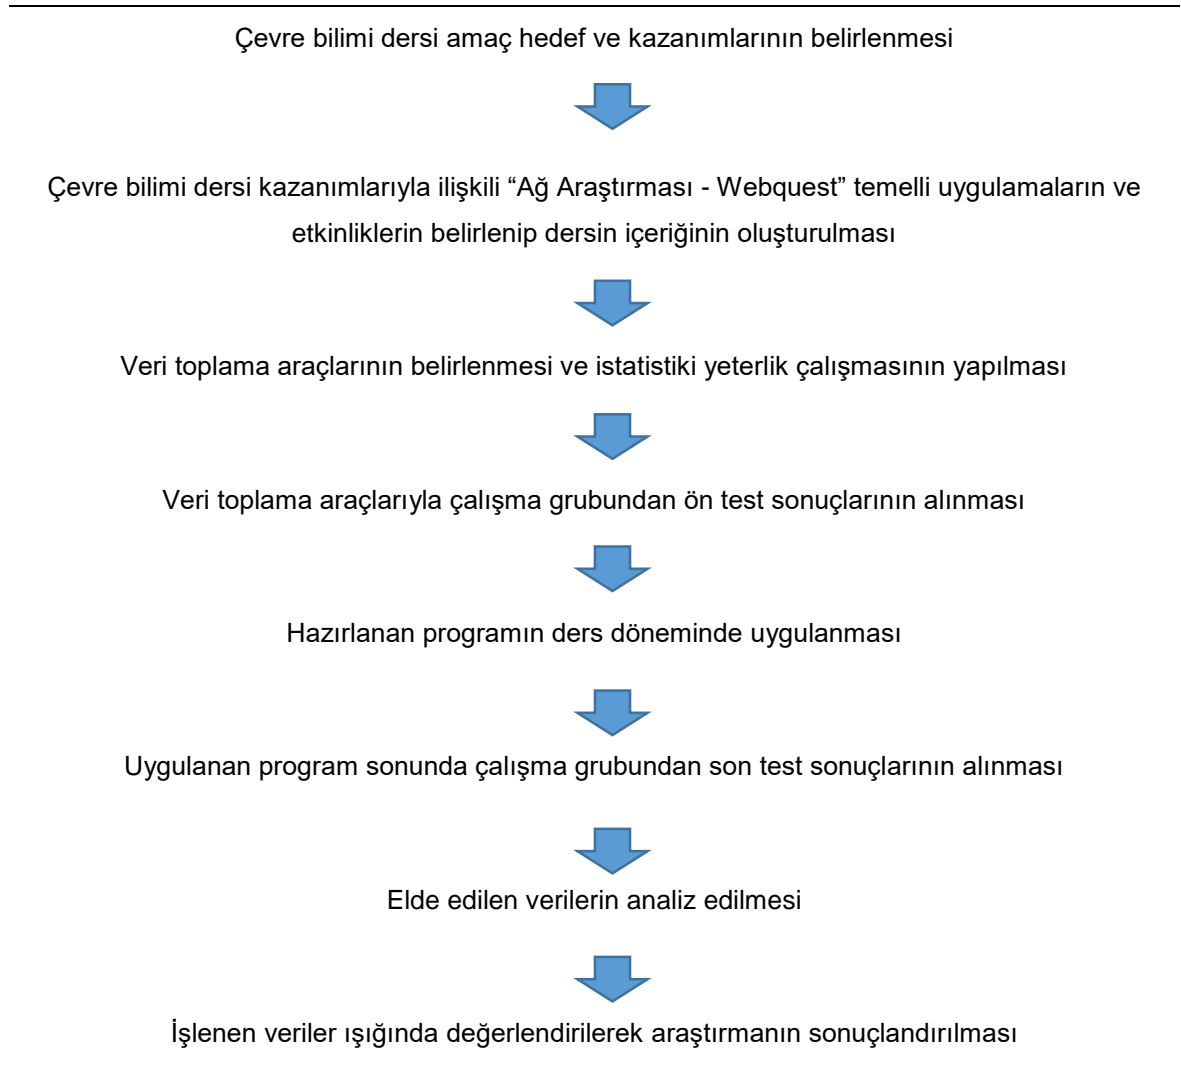 Çevre bilimi dersi amaç hedef ve kazanımlarının belirlenmesi
Çevre bilimi dersi kazanımlarıyla ilişkili “Ağ Araştırması - Webquest” temelli uygulamaların ve
etkinliklerin belirlenip dersin içeriğinin oluşturulması
Veri toplama araçlarının belirlenmesi ve istatistiki yeterlik çalışmasının yapılması
Veri toplama araçlarıyla çalışma grubundan ön test sonuçlarının alınması
Hazırlanan programın ders döneminde uygulanması
Uygulanan program sonunda çalışma grubundan son test sonuçlarının alınması
Elde edilen verilerin analiz edilmesi
İşlenen veriler ışığında değerlendirilerek araştırmanın sonuçlandırılması